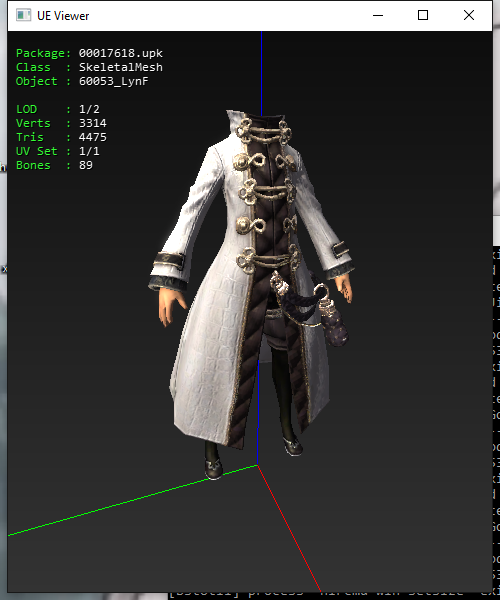 UE Viewer
Package: 00017618.upk
Class : SkeletalMesh
Object : 60053_LynF
LOD : 1/2
Verts : 3314
Tris : 4475
UV Set : 1/1
Bones : 89